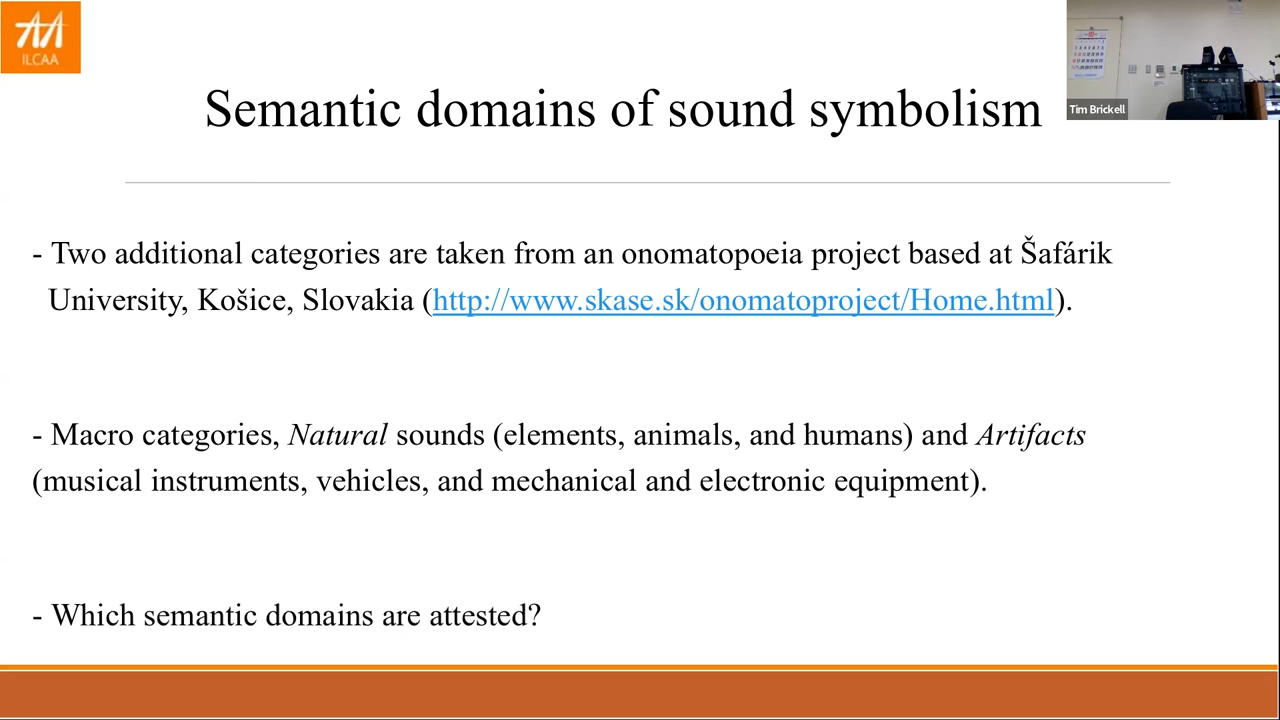 ILCAA
Semantic domains of sound symbolism
Tim Brickell
- Two additional categories are taken from an onomatopoeia project based at Šafárik
University, Košice, Slovakia (http://www.skase.sk/onomatoproject/Home.html).
- Macro categories, Natural sounds (elements, animals, and humans) and Artifacts
(musical instruments, vehicles, and mechanical and electronic equipment).
- Which semantic domains are attested?